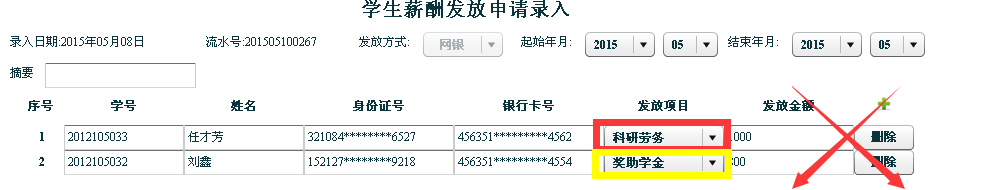 学生薪酬发放申请录入
录入日期:2015年05月08日 流水号:201505100267 发放方式: 网银 起始年月: 2015 05 结束年月: 2015 05
摘要
序号 学号 姓名 身份证号 银行卡号 发放项目 发放金额
1 2012105033 任才芳 321084********6527 456351*********4562 科研劳务 000 删除
2 2012105032 刘鑫 152127********9218 456351*********4554 奖助学金 00 删除